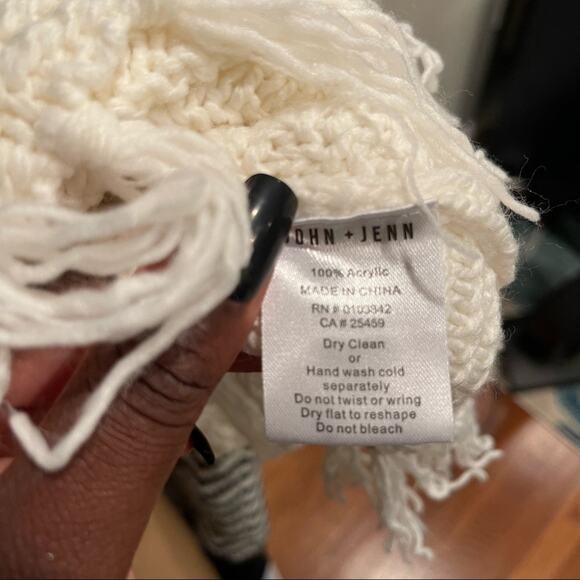 JOHN + JENN
100% Acrylic
MADE IN CHINA
RN # 0103842
CA # 25459
Dry Clean
or
Hand wash cold
separately
Do not twist or wring
Dry flat to reshape
Do not bleach